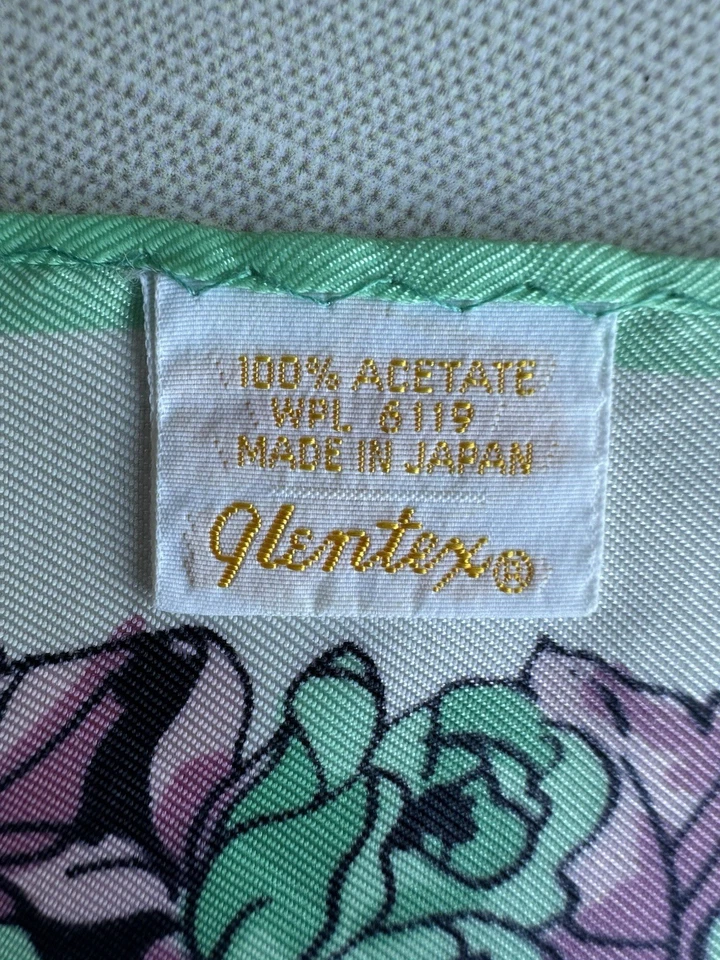 100% ACETATE
WPL 6119
MADE IN JAPAN
glentex®